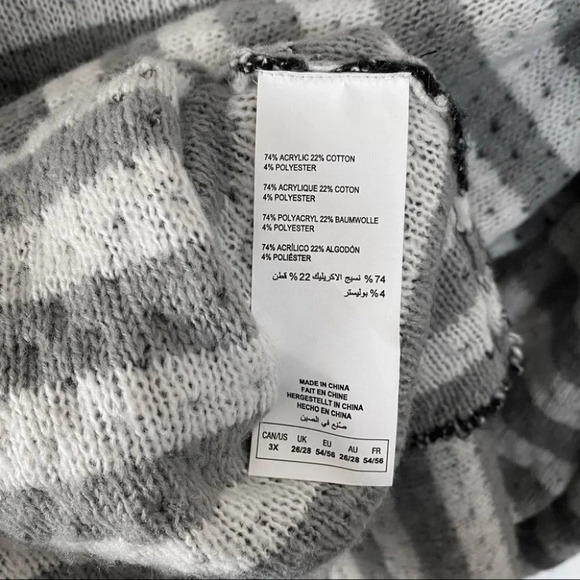 74% ACRYLIC 22% COTTON
4% POLYESTER
74% ACRYLIQUE 22% COTON
4% POLYESTER
74% POLYACRYL 22% BAUMWOLLE
4% POLYESTER
74% ACRÍLICO 22% ALGODÓN
4% POLIÉSTER
74 % نسيج الاكريليك 22 % قطن
4 % بوليستر
MADE IN CHINA
FAIT EN CHINE
HERGESTELLT IN CHINA
HECHO EN CHINA
صنع في الصين
CAN/US UK EU AU FR
3X 26/28 54/56 26/28 54/56